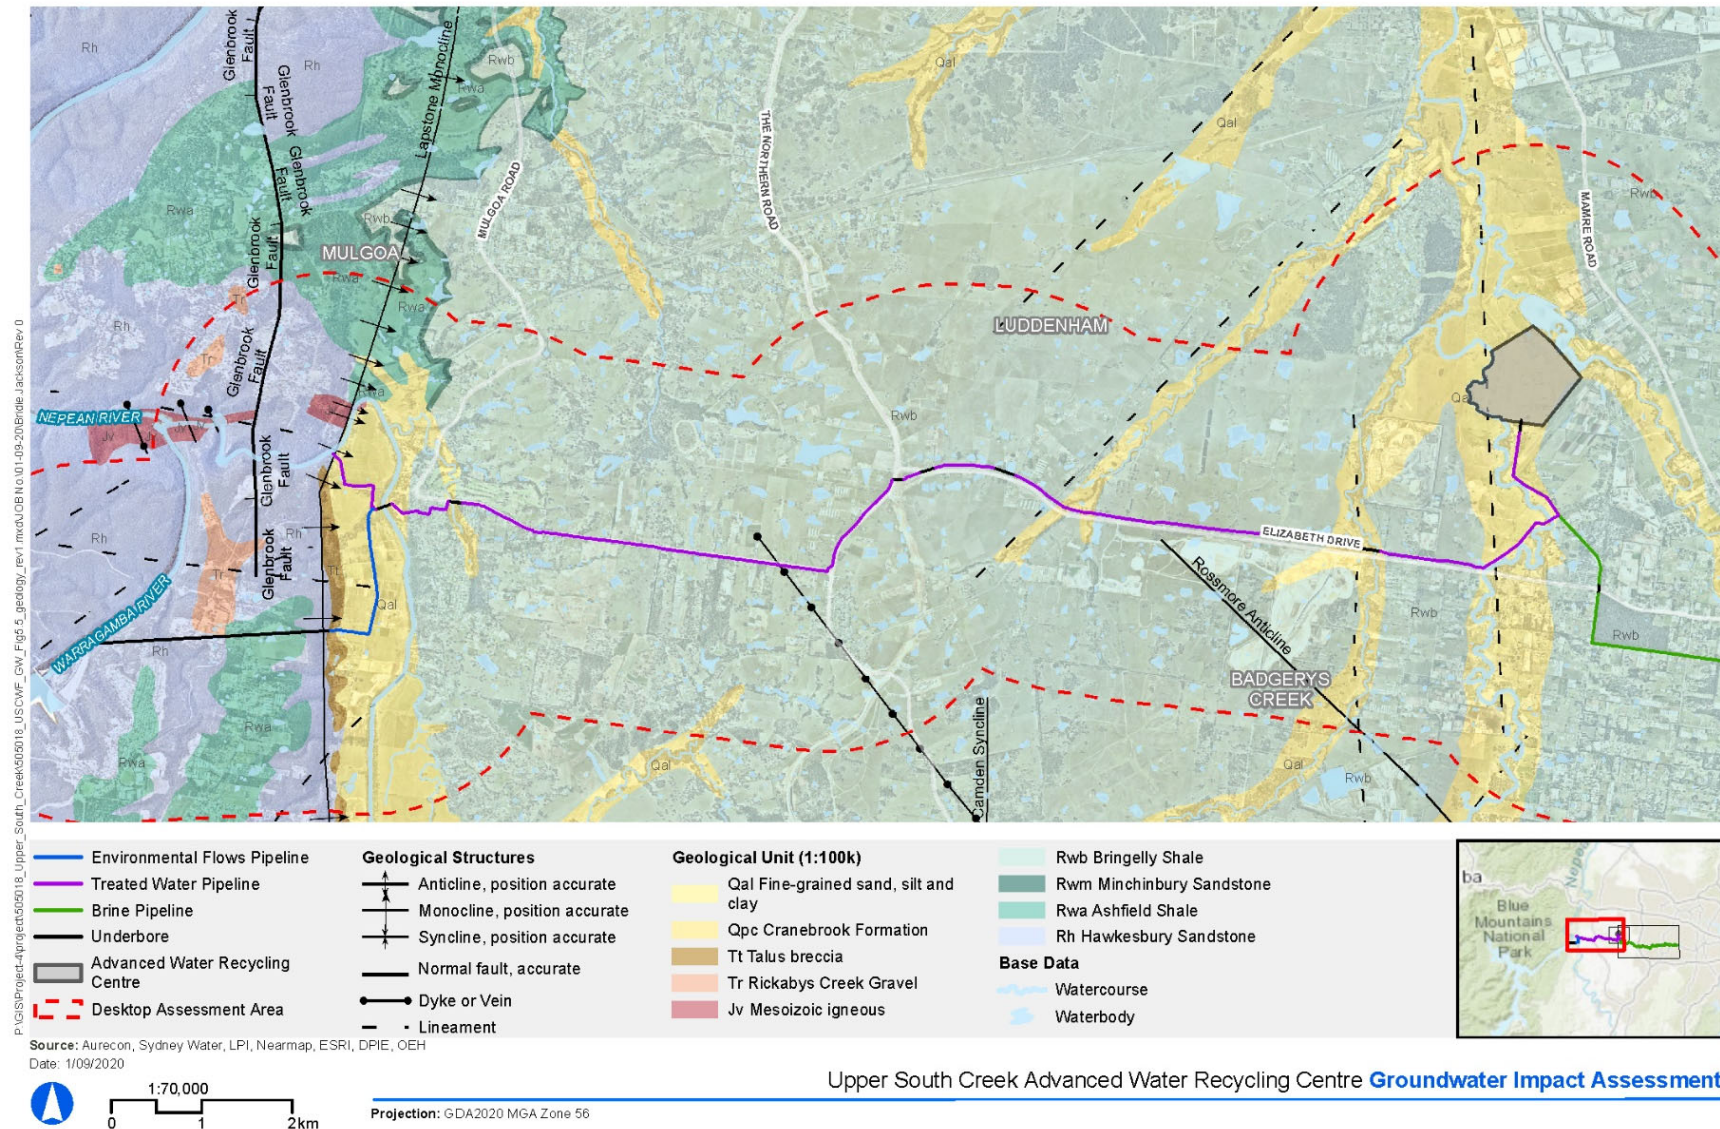 Rh
Glenbrook
Fault
Rh
Glenbrook
Fault
Glenbrook
Fault
Glenbrook
Fault
Lapstone Monocline
Rwb
Rwa
MULGOA ROAD
THE NORTHERN ROAD
Qal
Qal
Rwb
MAMRE ROAD
Rwa
Rwb
MULGOA
Rwa
Rwa
Tr
Rh
Tr
Glenbrook
Fault
LUDDENHAM
Rwa
NEPEAN RIVER
Jv
Rwb
Glenbrook
Fault
Rh
Rh
Glenbrook
Fault
Tr
Tt
Qal
WARRAGAMBA RIVER
Rh
ELIZABETH DRIVE
Rossmore Anticline
Rwb
Rwb
BADGERYS
CREEK
Rwa
Rwa
Camden Syncline
Qal
Qal
Rwb
Environmental Flows Pipeline
Treated Water Pipeline
Brine Pipeline
Underbore
Advanced Water Recycling
Centre
Desktop Assessment Area
Geological Structures
Anticline, position accurate
Monocline, position accurate
Syncline, position accurate
Normal fault, accurate
Dyke or Vein
Lineament
Geological Unit (1:100k)
Qal Fine-grained sand, silt and
clay
Qpc Cranebrook Formation
Tt Talus breccia
Tr Rickabys Creek Gravel
Jv Mesoizoic igneous
Rwb Bringelly Shale
Rwm Minchinbury Sandstone
Rwa Ashfield Shale
Rh Hawkesbury Sandstone
Base Data
Watercourse
Waterbody
ba
Blue
Mountains
National
Park
Source: Aurecon, Sydney Water, LPI, Nearmap, ESRI, DPIE, OEH
Date: 1/09/2020
1:70,000
0 1 2km
Projection: GDA2020 MGA Zone 56
Upper South Creek Advanced Water Recycling Centre Groundwater Impact Assessment